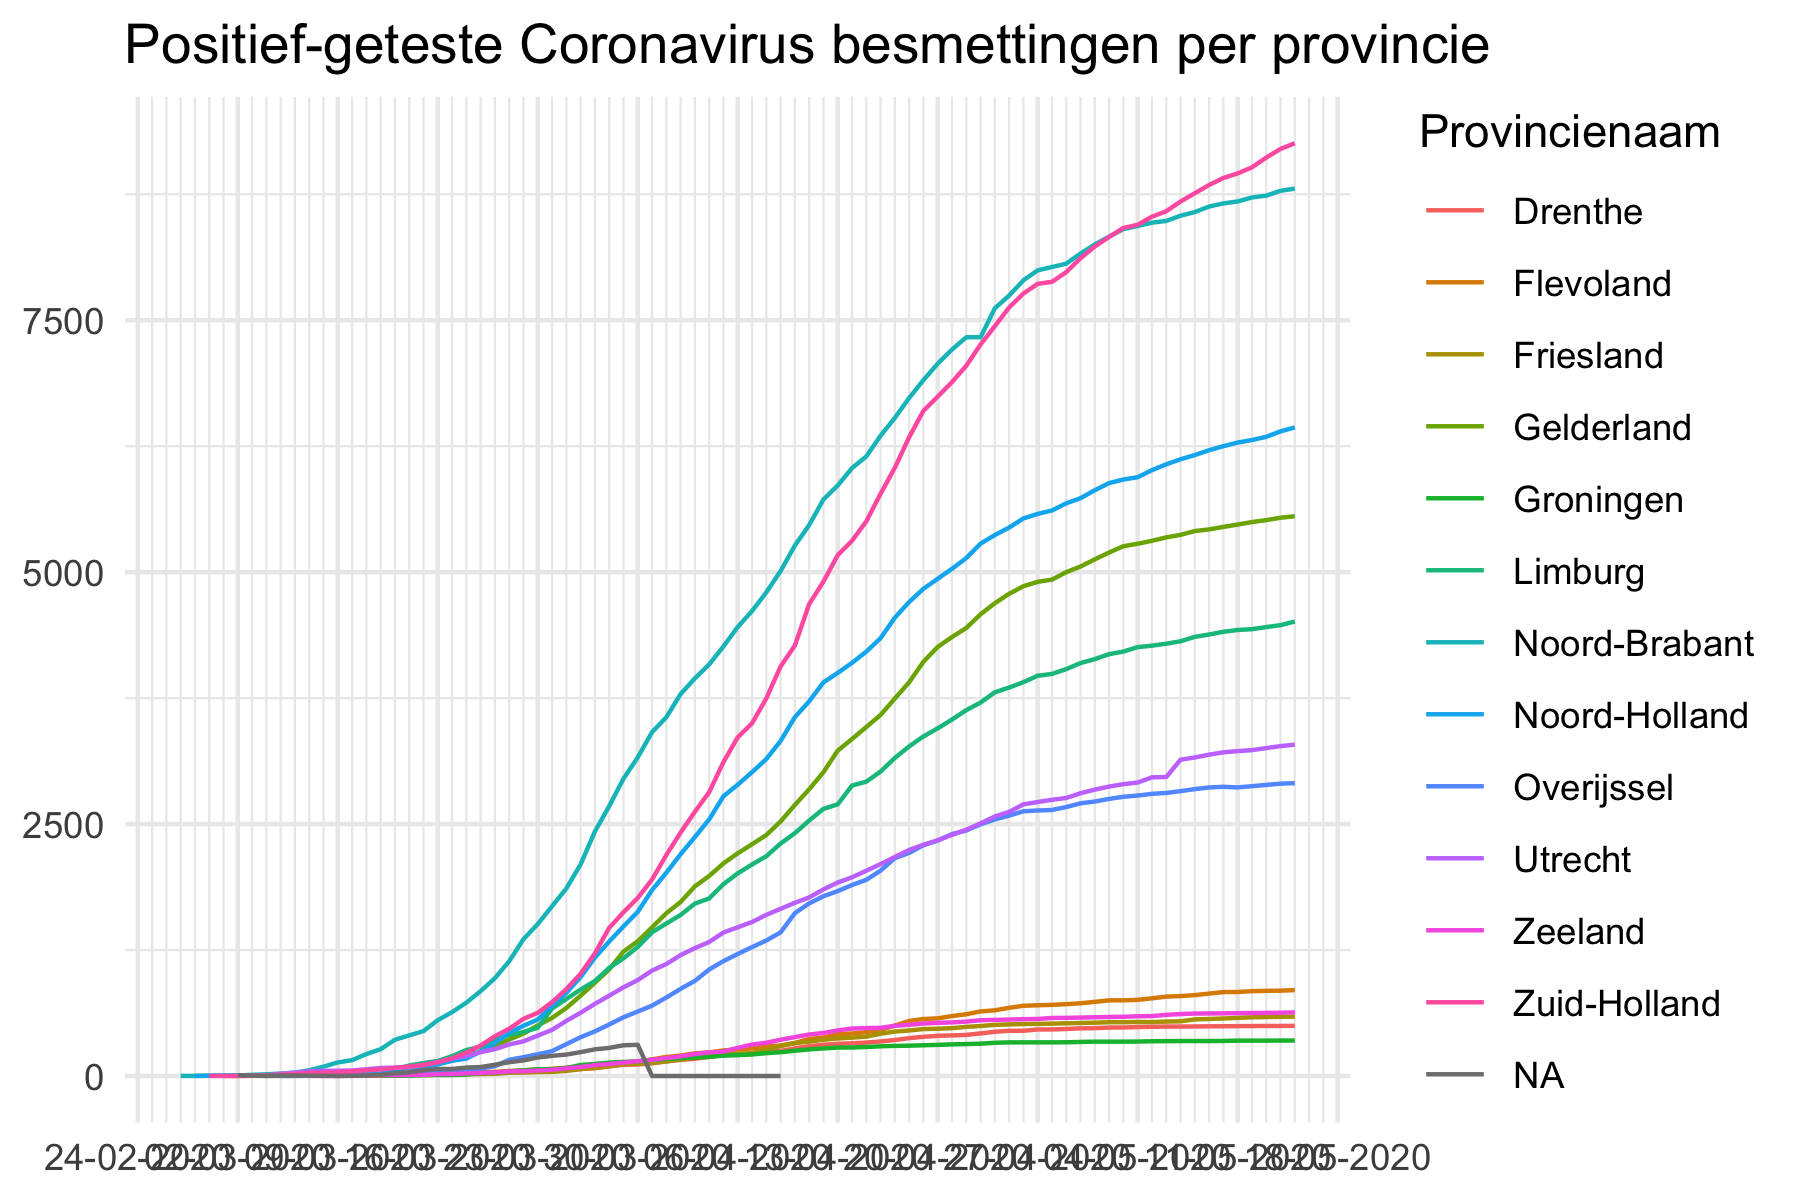 Positief-geteste Coronavirus besmettingen per provincie
Provincienaam
Drenthe
Flevoland
Friesland
Gelderland
Groningen
Limburg
Noord-Brabant
Noord-Holland
Overijssel
Utrecht
Zeeland
Zuid-Holland
NA
7500
5000
2500
0